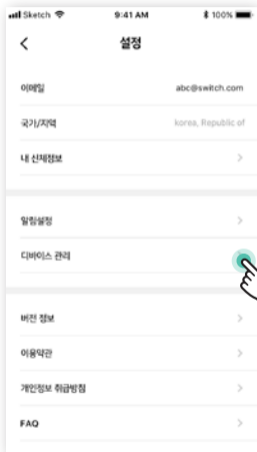 Sketch 9:41 AM 100%
설정
이메일 abc@switch.com
국가/지역 korea, Republic of
내 신체정보
알림설정
디바이스 관리
버전 정보
이용약관
개인정보 취급방침
FAQ